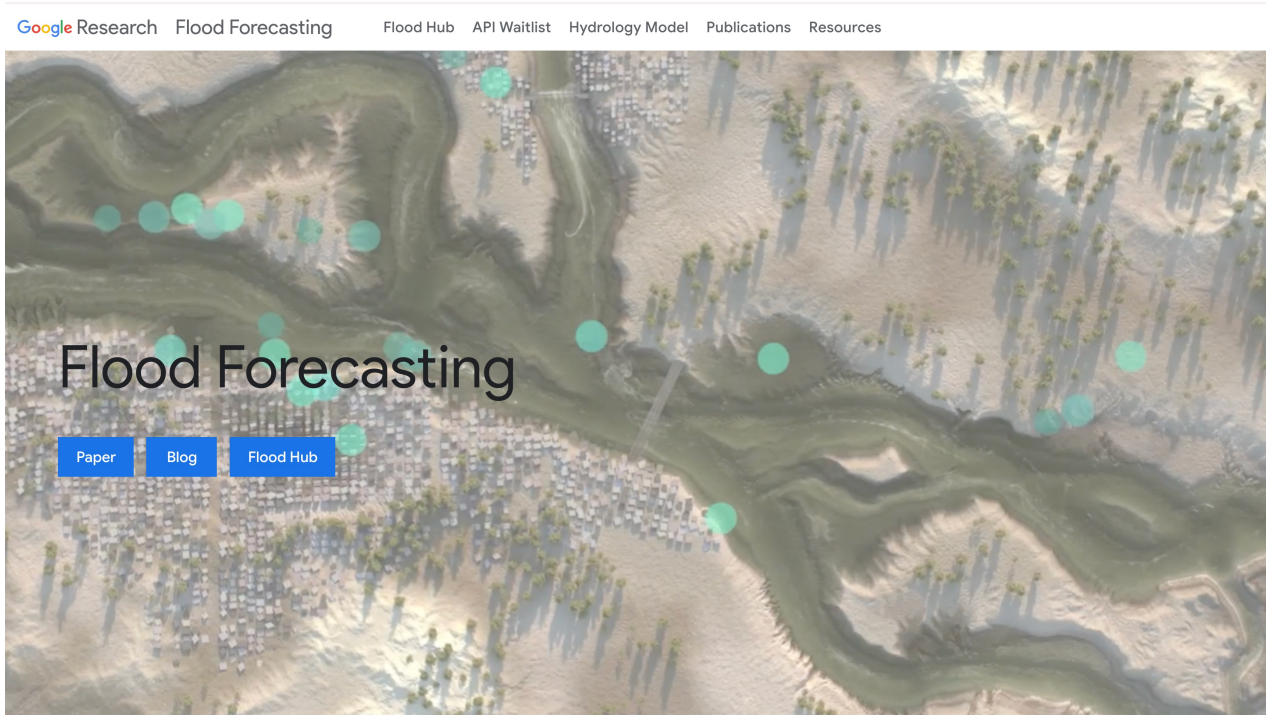 Google Research Flood Forecasting Flood Hub API Waitlist Hydrology Model Publications Resources
Flood Forecasting
Paper Blog Flood Hub